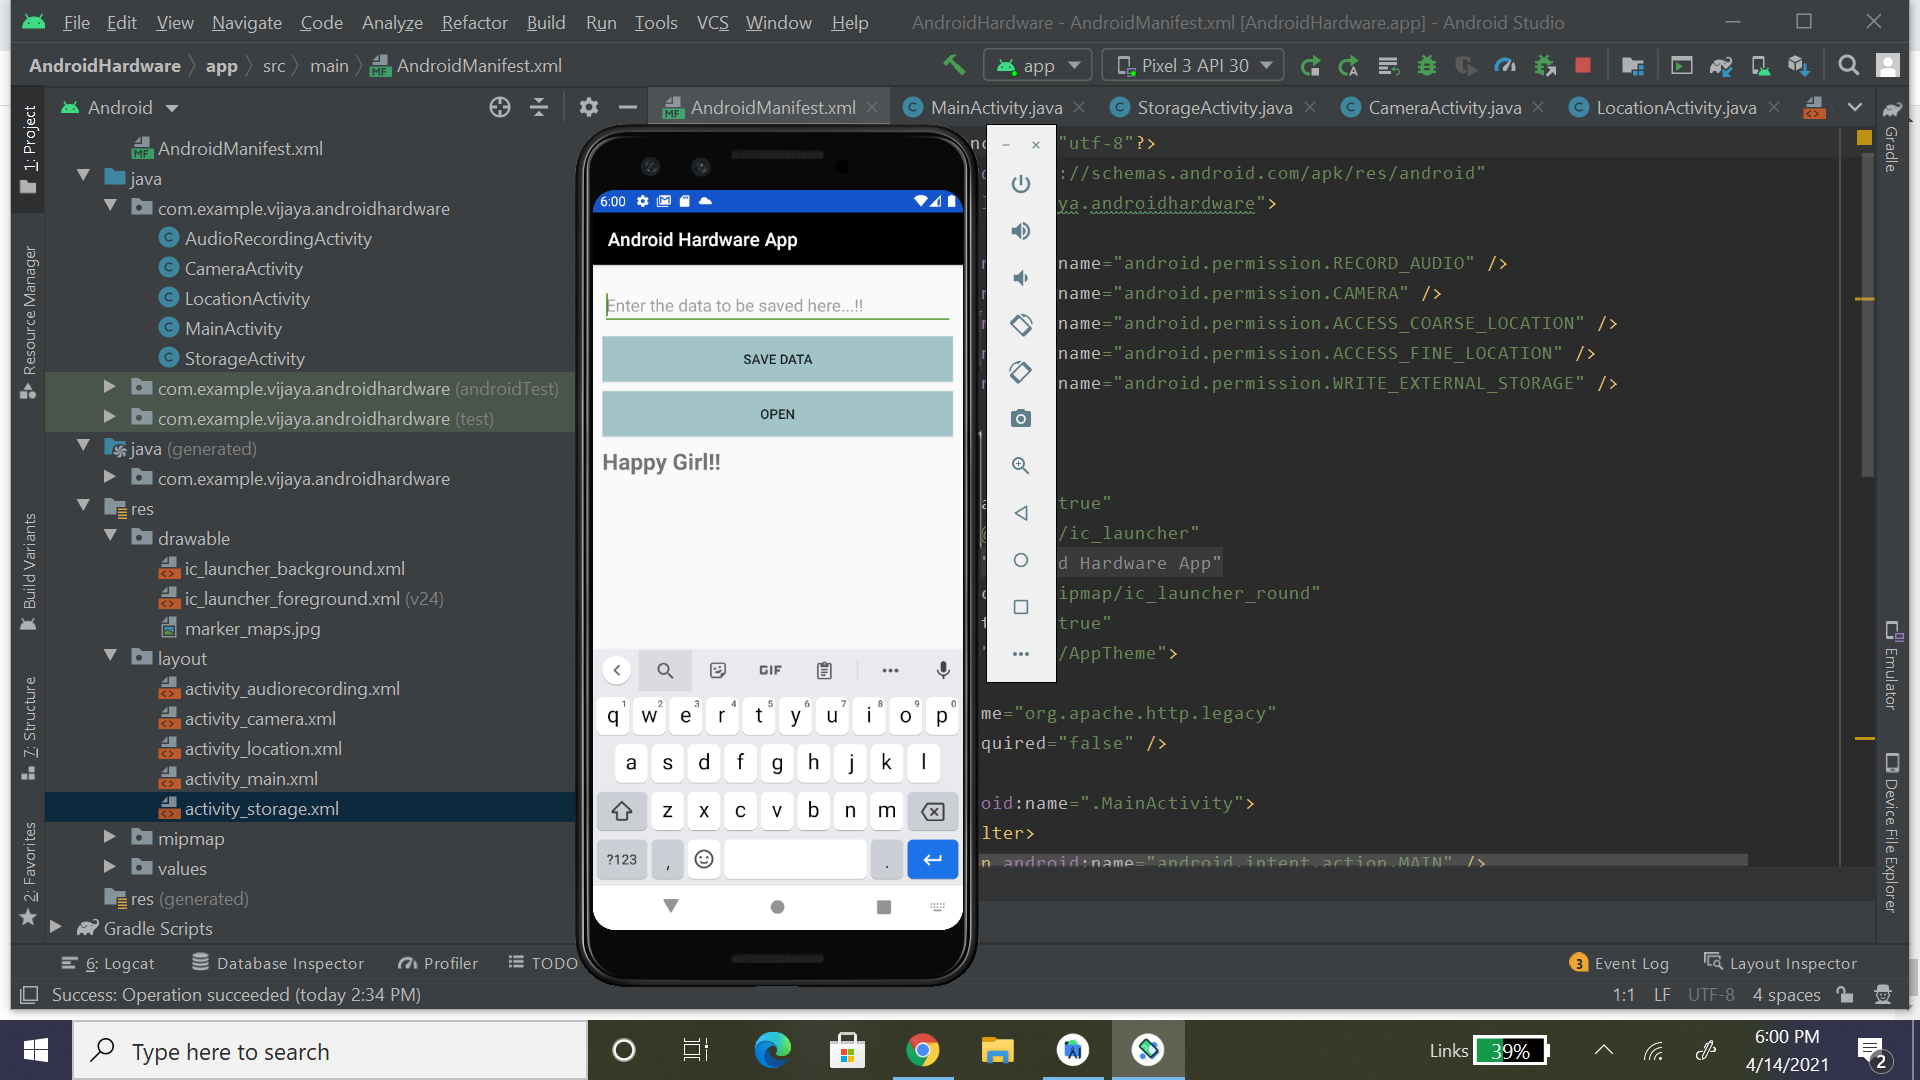 File Edit View Navigate Code Analyze Refactor Build Run Tools VCS Window Help AndroidHardware - AndroidManifest.xml [AndroidHardware.app] - Android Studio
AndroidHardware app src main AndroidManifest.xml
app
Pixel 3 API 30
Android
AndroidManifest.xml
MainActivity.java
StorageActivity.java
CameraActivity.java
LocationActivity.java
1: Project
Resource Manager
Build Variants
7: Structure
2: Favorites
AndroidManifest.xml
java
com.example.vijaya.androidhardware
AudioRecordingActivity
CameraActivity
LocationActivity
MainActivity
StorageActivity
com.example.vijaya.androidhardware (androidTest)
com.example.vijaya.androidhardware (test)
java (generated)
com.example.vijaya.androidhardware
res
drawable
ic_launcher_background.xml
ic_launcher_foreground.xml (v24)
marker_maps.jpg
layout
activity_audiorecording.xml
activity_camera.xml
activity_location.xml
activity_main.xml
activity_storage.xml
mipmap
values
res (generated)
Gradle Scripts
6:00
Android Hardware App
Enter the data to be saved here...!!
SAVE DATA
OPEN
Happy Girl!!
GIF
q1 w2 e3 r4 t5 y6 u7 i8 o9 p0
a s d f g h j k l
z x c v b n m
?123 , .
"utf-8"?>
://schemas.android.com/apk/res/android"
ya.androidhardware">
name="android.permission.RECORD_AUDIO" />
name="android.permission.CAMERA" />
name="android.permission.ACCESS_COARSE_LOCATION" />
name="android.permission.ACCESS_FINE_LOCATION" />
name="android.permission.WRITE_EXTERNAL_STORAGE" />
true"
/ic_launcher"
d Hardware App"
ipmap/ic_launcher_round"
true"
/AppTheme">
me="org.apache.http.legacy"
quired="false" />
oid:name=".MainActivity">
lter>
n android:name="android.intent.action.MAIN" />
Gradle
Emulator
Device File Explorer
6: Logcat
Database Inspector
Profiler
TODO
3 Event Log
Layout Inspector
Success: Operation succeeded (today 2:34 PM)
1:1 LF UTF-8 4 spaces
Type here to search
Links
39%
6:00 PM
4/14/2021
2